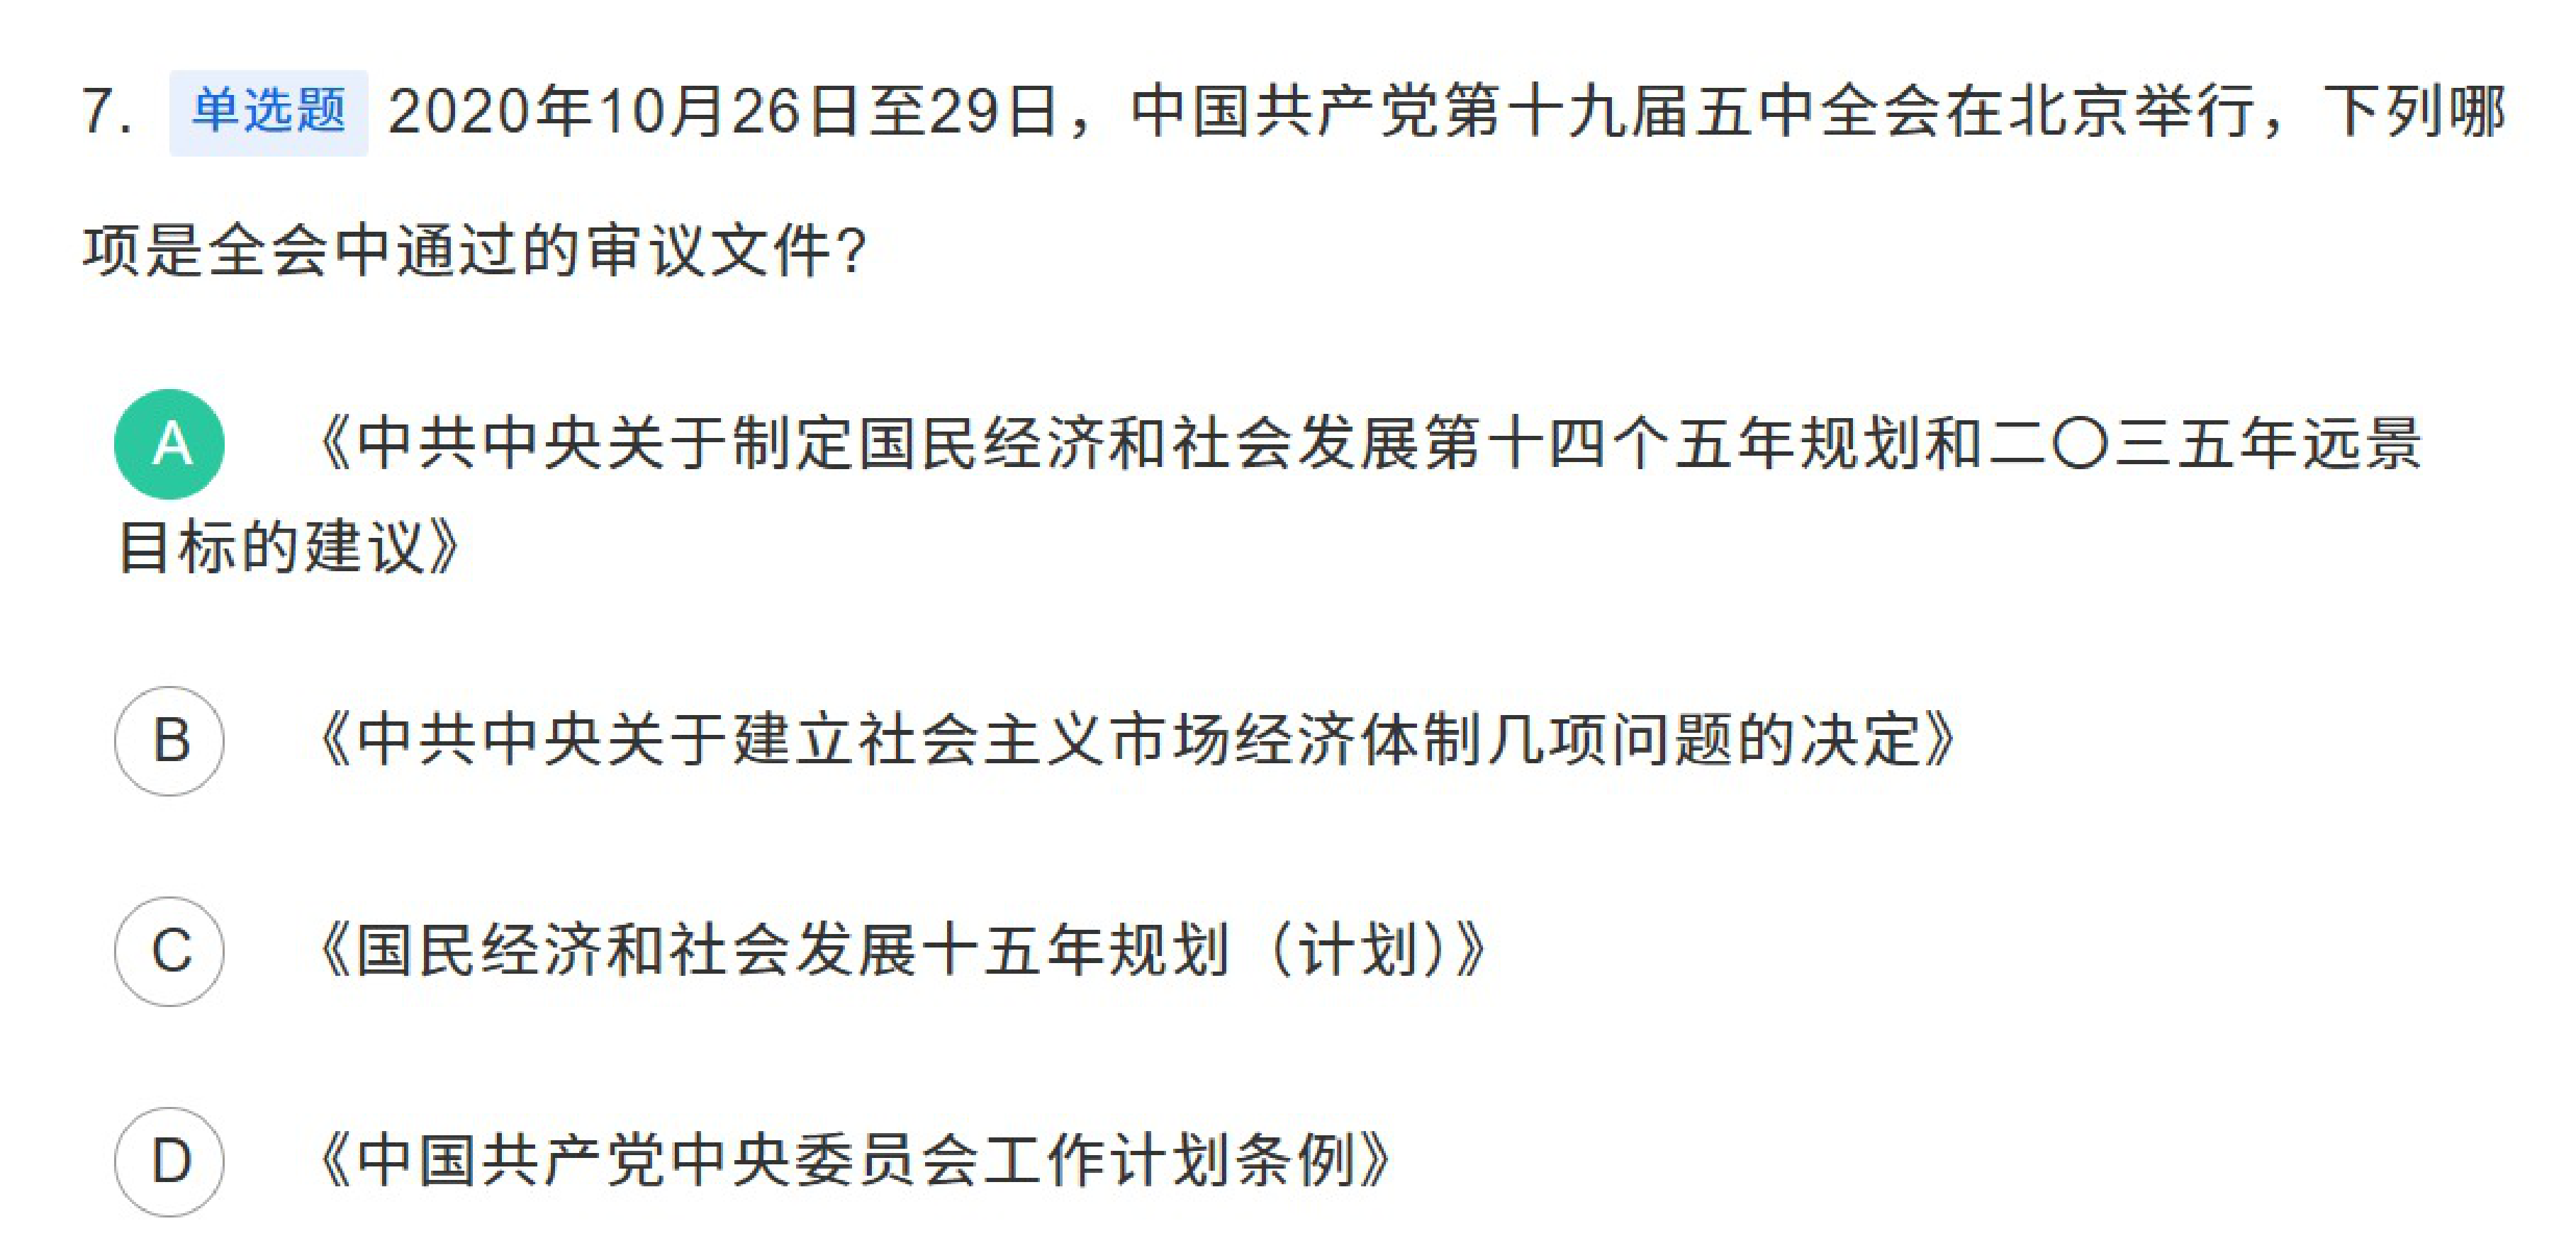 7. 单选题 2020年10月26日至29日，中国共产党第十九届五中全会在北京举行，下列哪
项是全会中通过的审议文件?
A 《中共中央关于制定国民经济和社会发展第十四个五年规划和二〇三五年远景
目标的建议》
B 《中共中央关于建立社会主义市场经济体制几项问题的决定》
C 《国民经济和社会发展十五年规划（计划）》
D 《中国共产党中央委员会工作计划条例》